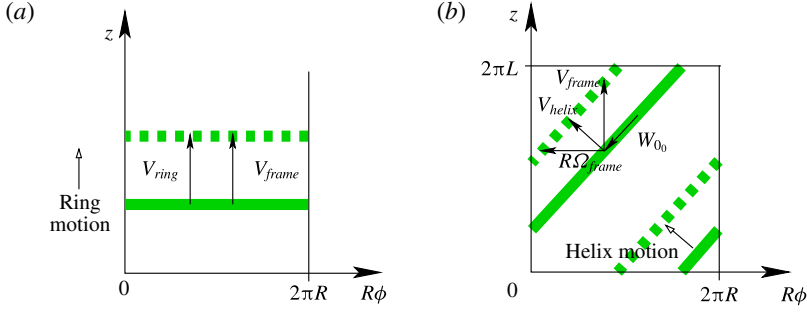 (a)
z
V_ring
V_frame
Ring
motion
0
2πR
Rϕ
(b)
z
2πL
V_frame
V_helix
W_0_0
RΩ_frame
Helix motion
0
2πR
Rϕ